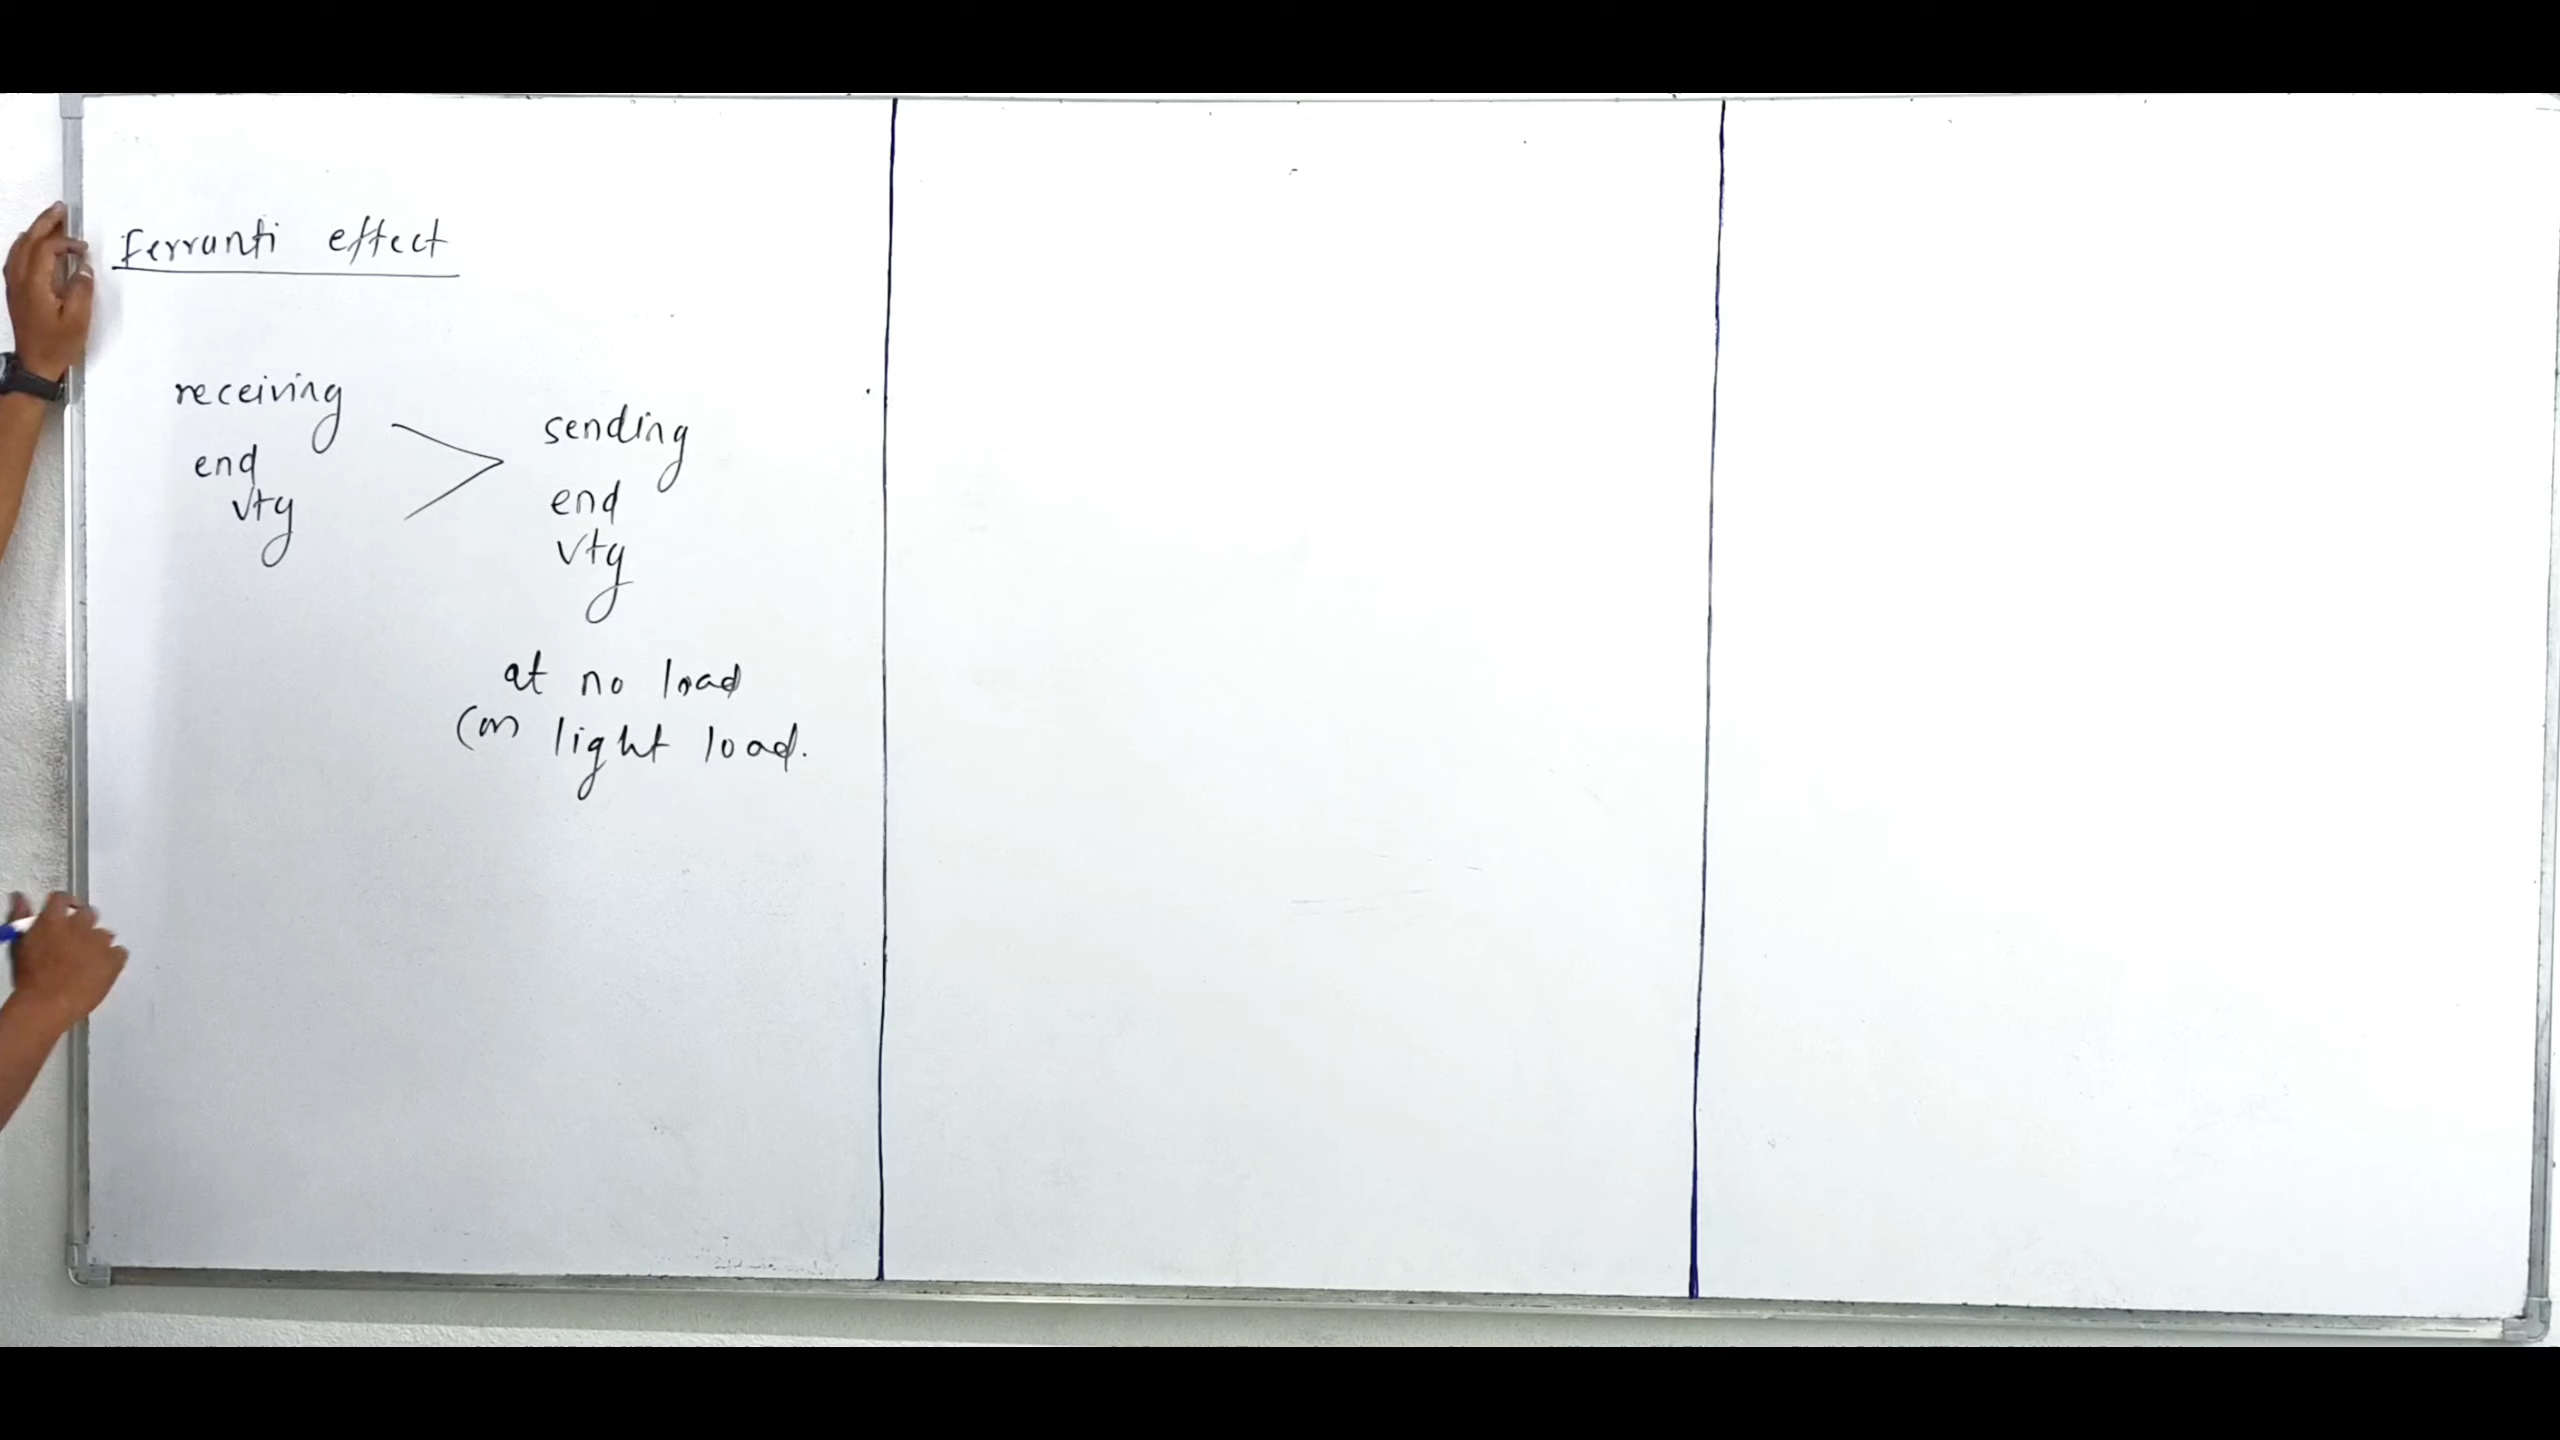 Ferranti effect
receiving
end
vtg
>
sending
end
vtg
at no load
(or) light load.